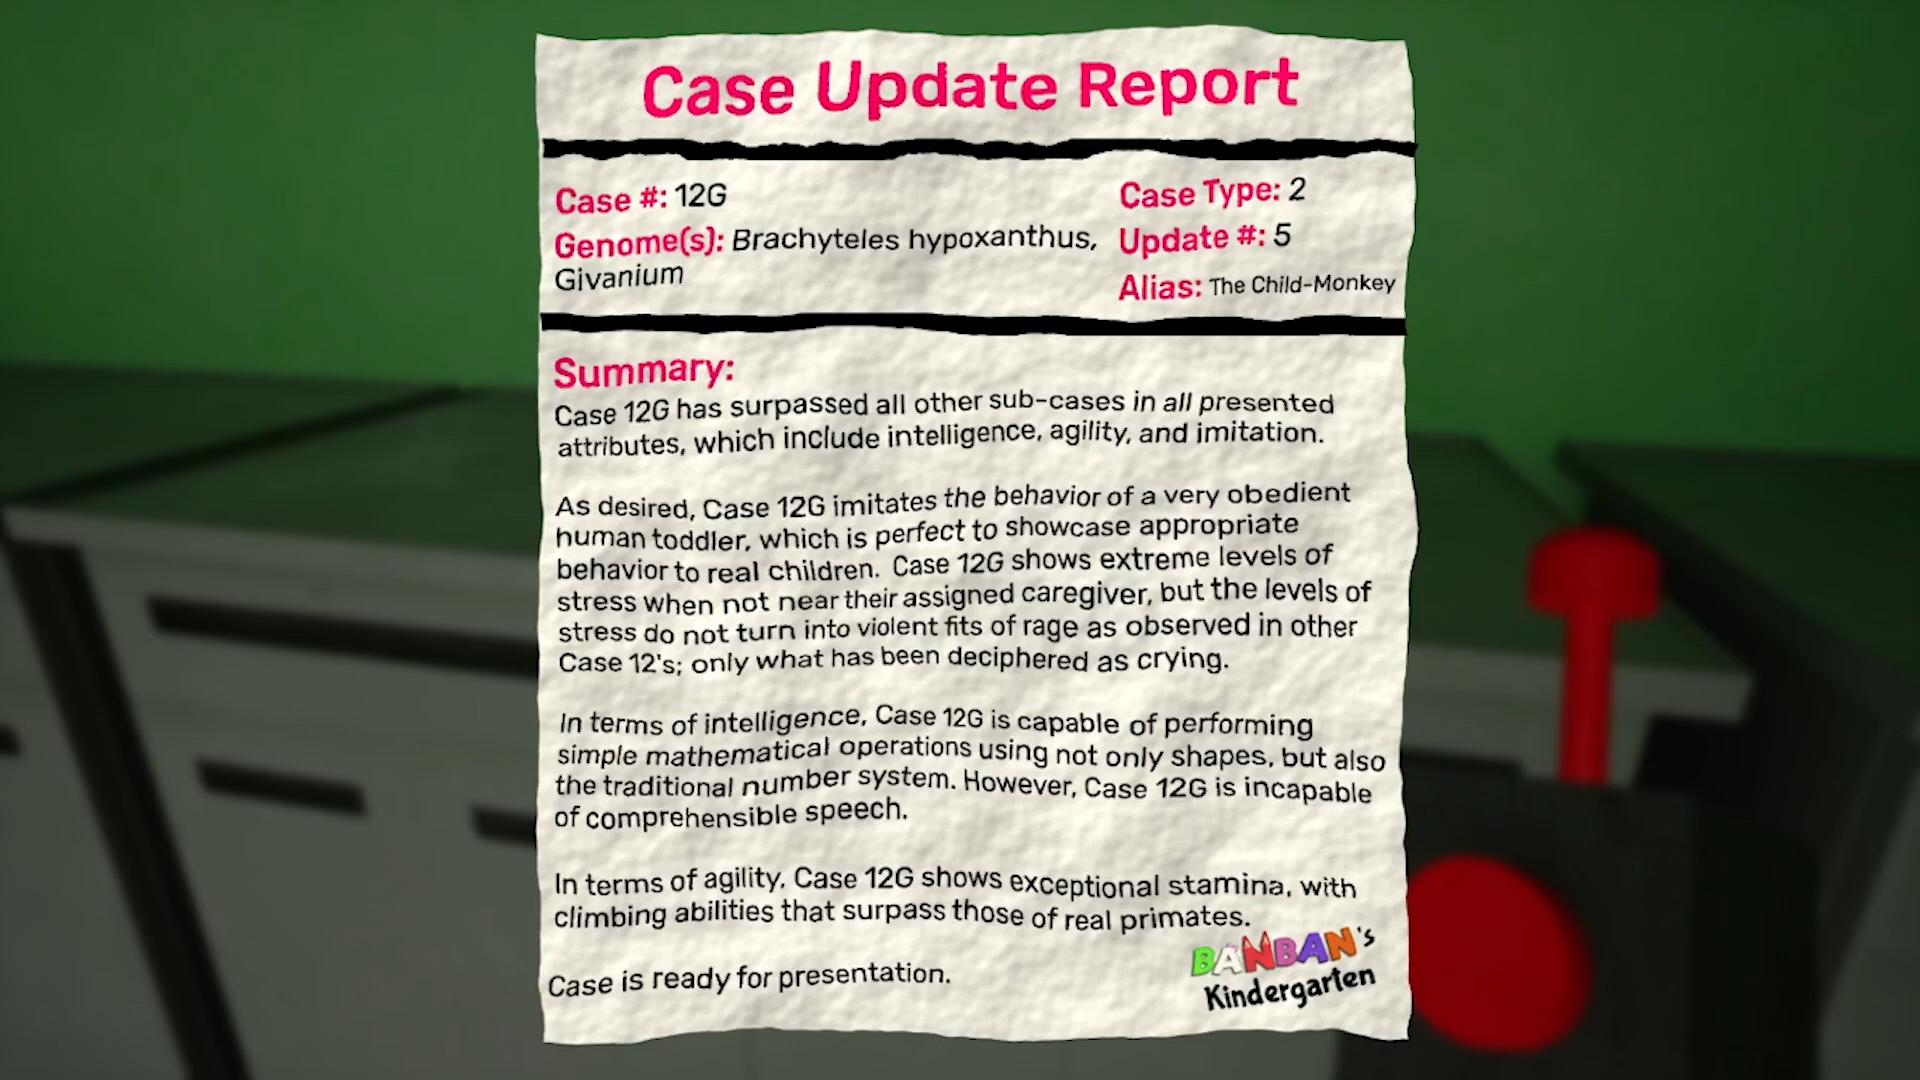 Case Update Report
Case #: 12G
Case Type: 2
Genome(s): Brachyteles hypoxanthus,
Givanium
Update #: 5
Alias: The Child-Monkey
Summary:
Case 12G has surpassed all other sub-cases in all presented
attributes, which include intelligence, agility, and imitation.
As desired, Case 12G imitates the behavior of a very obedient
human toddler, which is perfect to showcase appropriate
behavior to real children. Case 12G shows extreme levels of
stress when not near their assigned caregiver, but the levels of
stress do not turn into violent fits of rage as observed in other
Case 12's; only what has been deciphered as crying.
In terms of intelligence, Case 12G is capable of performing
simple mathematical operations using not only shapes, but also
the traditional number system. However, Case 12G is incapable
of comprehensible speech.
In terms of agility, Case 12G shows exceptional stamina, with
climbing abilities that surpass those of real primates.
Case is ready for presentation.
BANBAN's
Kindergarten